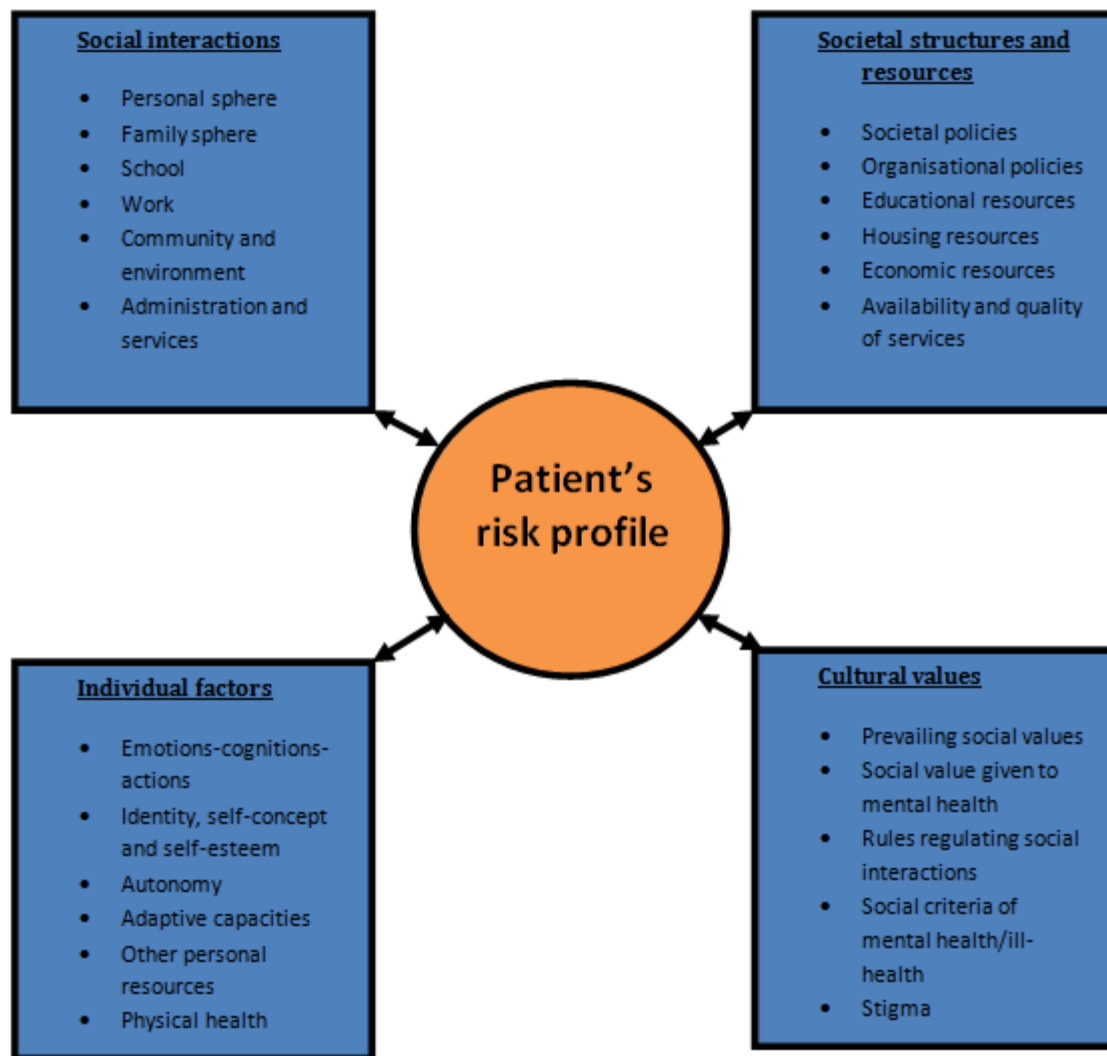 Social interactions
• Personal sphere
• Family sphere
• School
• Work
• Community and
environment
• Administration and
services
Societal structures and
resources
• Societal policies
• Organisational policies
• Educational resources
• Housing resources
• Economic resources
• Availability and quality
of services
Patient’s
risk profile
Individual factors
• Emotions-cognitions-
actions
• Identity, self-concept
and self-esteem
• Autonomy
• Adaptive capacities
• Other personal
resources
• Physical health
Cultural values
• Prevailing social values
• Social value given to
mental health
• Rules regulating social
interactions
• Social criteria of
mental health/ill-
health
• Stigma